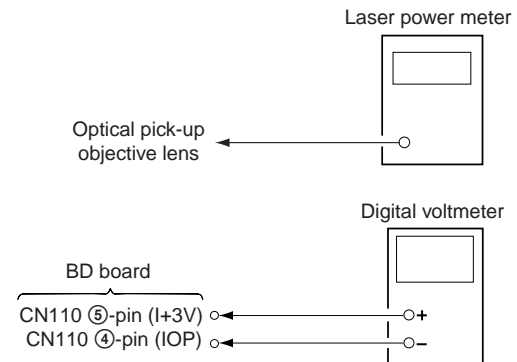 Laser power meter
Optical pick-up
objective lens
Digital voltmeter
BD board
CN110 ⑤-pin (I+3V)
+
CN110 ④-pin (IOP)
–